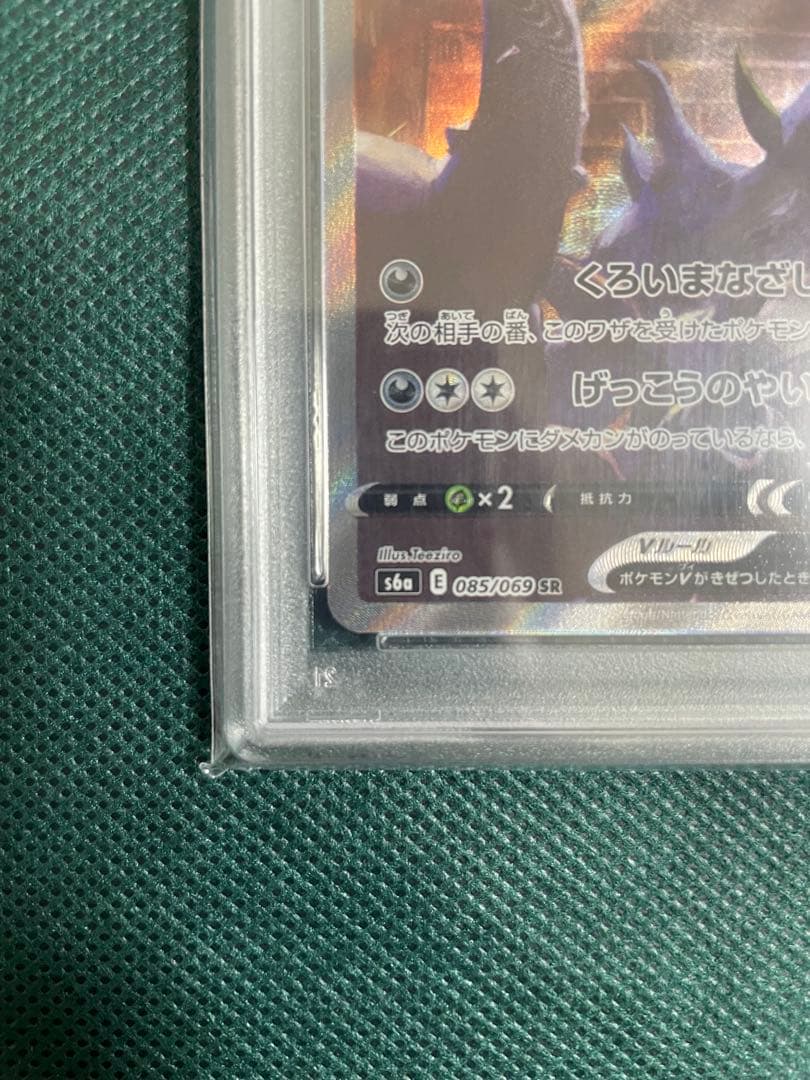 くろいまなざし
次の相手の番、このワザを受けたポケモン
げっこうのやい
このポケモンにダメカンがのっているなら、
弱点 ×2 抵抗力
Illus. Teeziro
Vルール
s6a E 085/069 SR
ポケモンVがきぜつしたとき
21